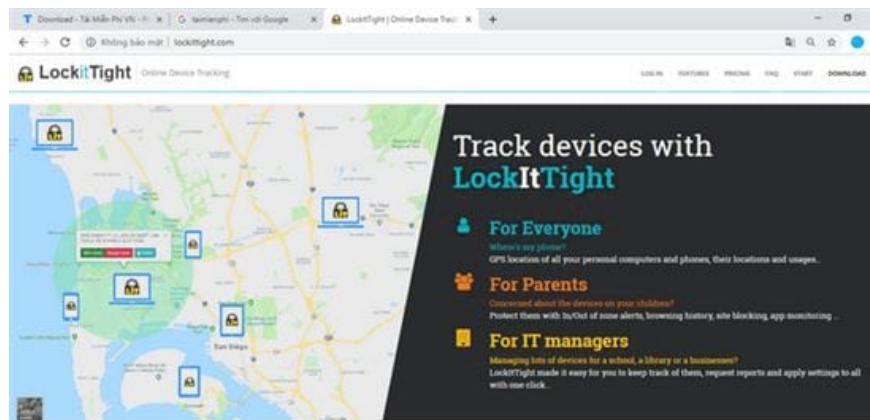 Download - Tải Miễn Phí VN - P
taimienphi - Tìm với Google
LockItTight | Online Device Trac
Không bảo mật | lockittight.com
LockitTight Online Device Tracking
LOG IN FEATURES PRICING FAQ START DOWNLOAD
Track devices with
LockItTight
For Everyone
Where's my phone?
GPS location of all your personal computers and phones, their locations and usages..
For Parents
Concerned about the devices on your children?
Protect them with In/Out of zone alerts, browsing history, site blocking, app monitoring ...
For IT managers
Managing lots of devices for a school, a library or a businesses?
LockItTight made it easy for you to keep track of them, request reports and apply settings to all
with one click..
San Diego